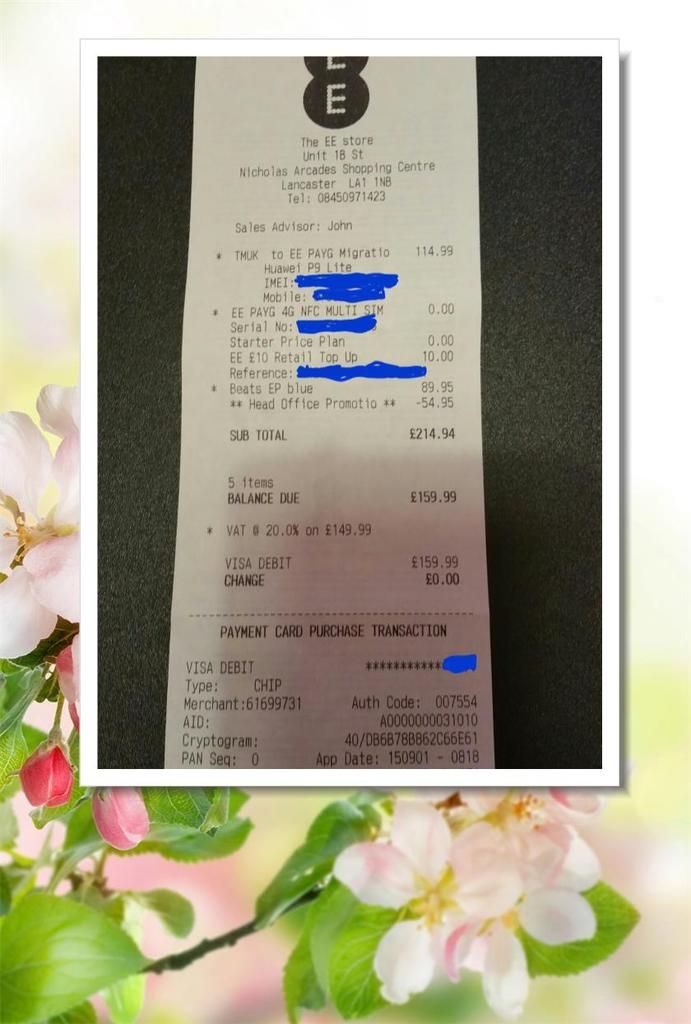 E
E
The EE store
Unit 1B St
Nicholas Arcades Shopping Centre
Lancaster LA1 1NB
Tel: 08450971423
Sales Advisor: John
* TMUK to EE PAYG Migratio 114.99
Huawei P9 Lite
IMEI:
Mobile:
* EE PAYG 4G NFC MULTI SIM 0.00
Serial No:
Starter Price Plan 0.00
EE £10 Retail Top Up 10.00
Reference:
* Beats EP blue 89.95
** Head Office Promotio ** -54.95
SUB TOTAL £214.94
5 items
BALANCE DUE £159.99
* VAT @ 20.0% on £149.99
VISA DEBIT £159.99
CHANGE £0.00
PAYMENT CARD PURCHASE TRANSACTION
VISA DEBIT ***********
Type: CHIP
Merchant:61699731 Auth Code: 007554
AID: A0000000031010
Cryptogram: 40/DB6B78B862C66E61
PAN Seq: 0 App Date: 150901 - 0818